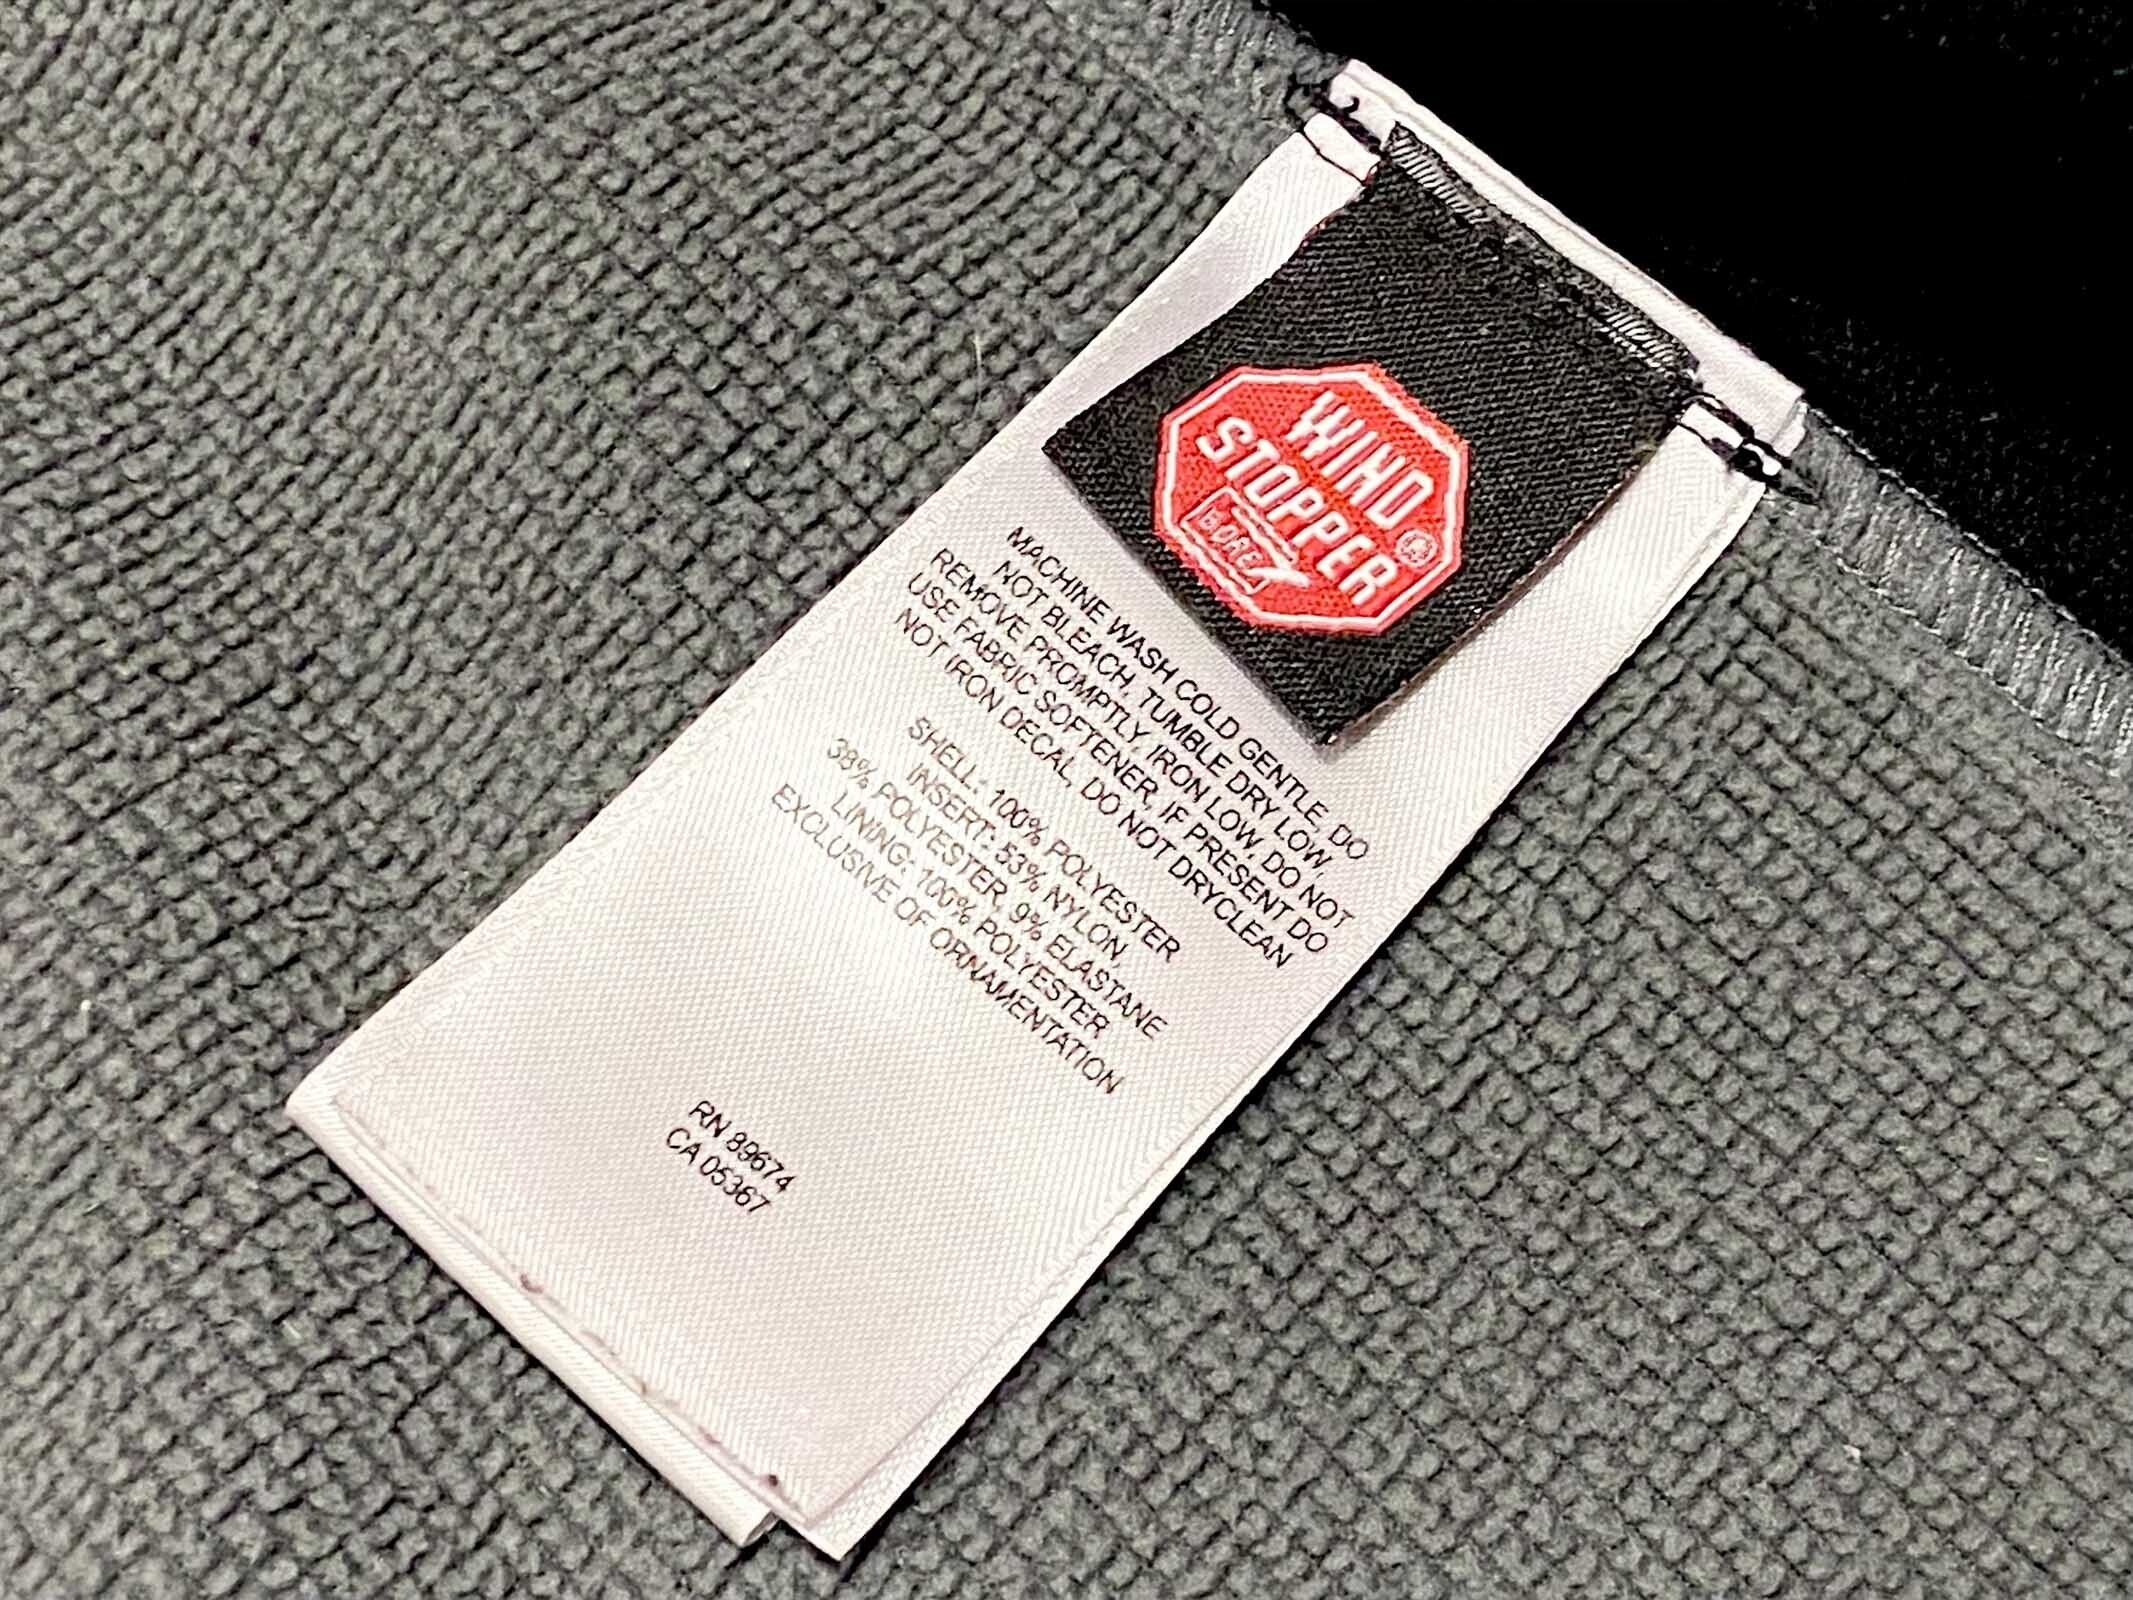 WIND
STOPPER®
GORE
MACHINE WASH COLD GENTLE, DO
NOT BLEACH, TUMBLE DRY LOW,
REMOVE PROMPTLY, IRON LOW, DO NOT
USE FABRIC SOFTENER, IF PRESENT DO
NOT IRON DECAL, DO NOT DRYCLEAN
SHELL: 100% POLYESTER
INSERT: 53% NYLON
38% POLYESTER, 9% ELASTANE
LINING: 100% POLYESTER
EXCLUSIVE OF ORNAMENTATION
RN 89674
CA 05367